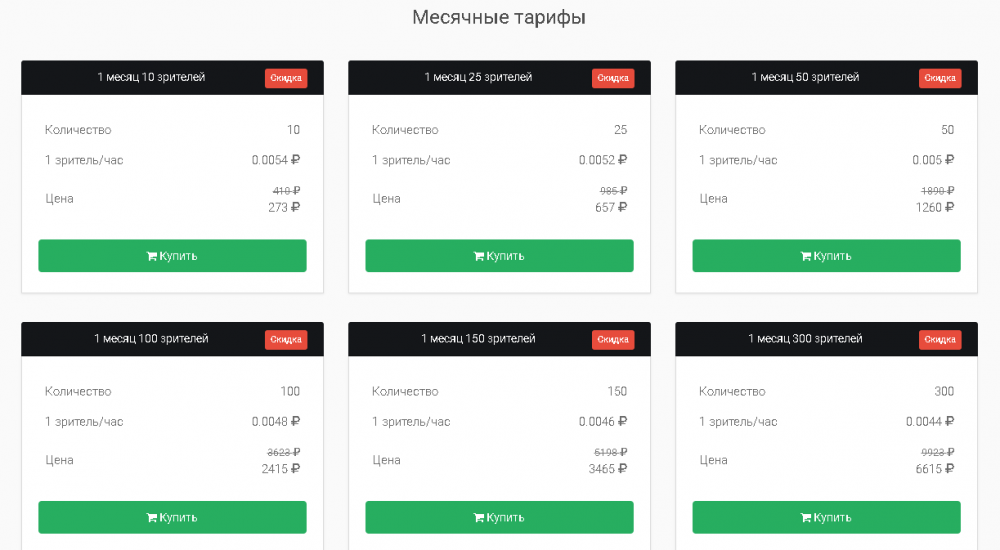 Месячные тарифы
1 месяц 10 зрителей Скидка
Количество 10
1 зритель/час 0.0054 ₽
Цена 410 ₽
273 ₽
Купить
1 месяц 25 зрителей Скидка
Количество 25
1 зритель/час 0.0052 ₽
Цена 985 ₽
657 ₽
Купить
1 месяц 50 зрителей Скидка
Количество 50
1 зритель/час 0.005 ₽
Цена 1890 ₽
1260 ₽
Купить
1 месяц 100 зрителей Скидка
Количество 100
1 зритель/час 0.0048 ₽
Цена 3623 ₽
2415 ₽
Купить
1 месяц 150 зрителей Скидка
Количество 150
1 зритель/час 0.0046 ₽
Цена 5198 ₽
3465 ₽
Купить
1 месяц 300 зрителей Скидка
Количество 300
1 зритель/час 0.0044 ₽
Цена 9923 ₽
6615 ₽
Купить